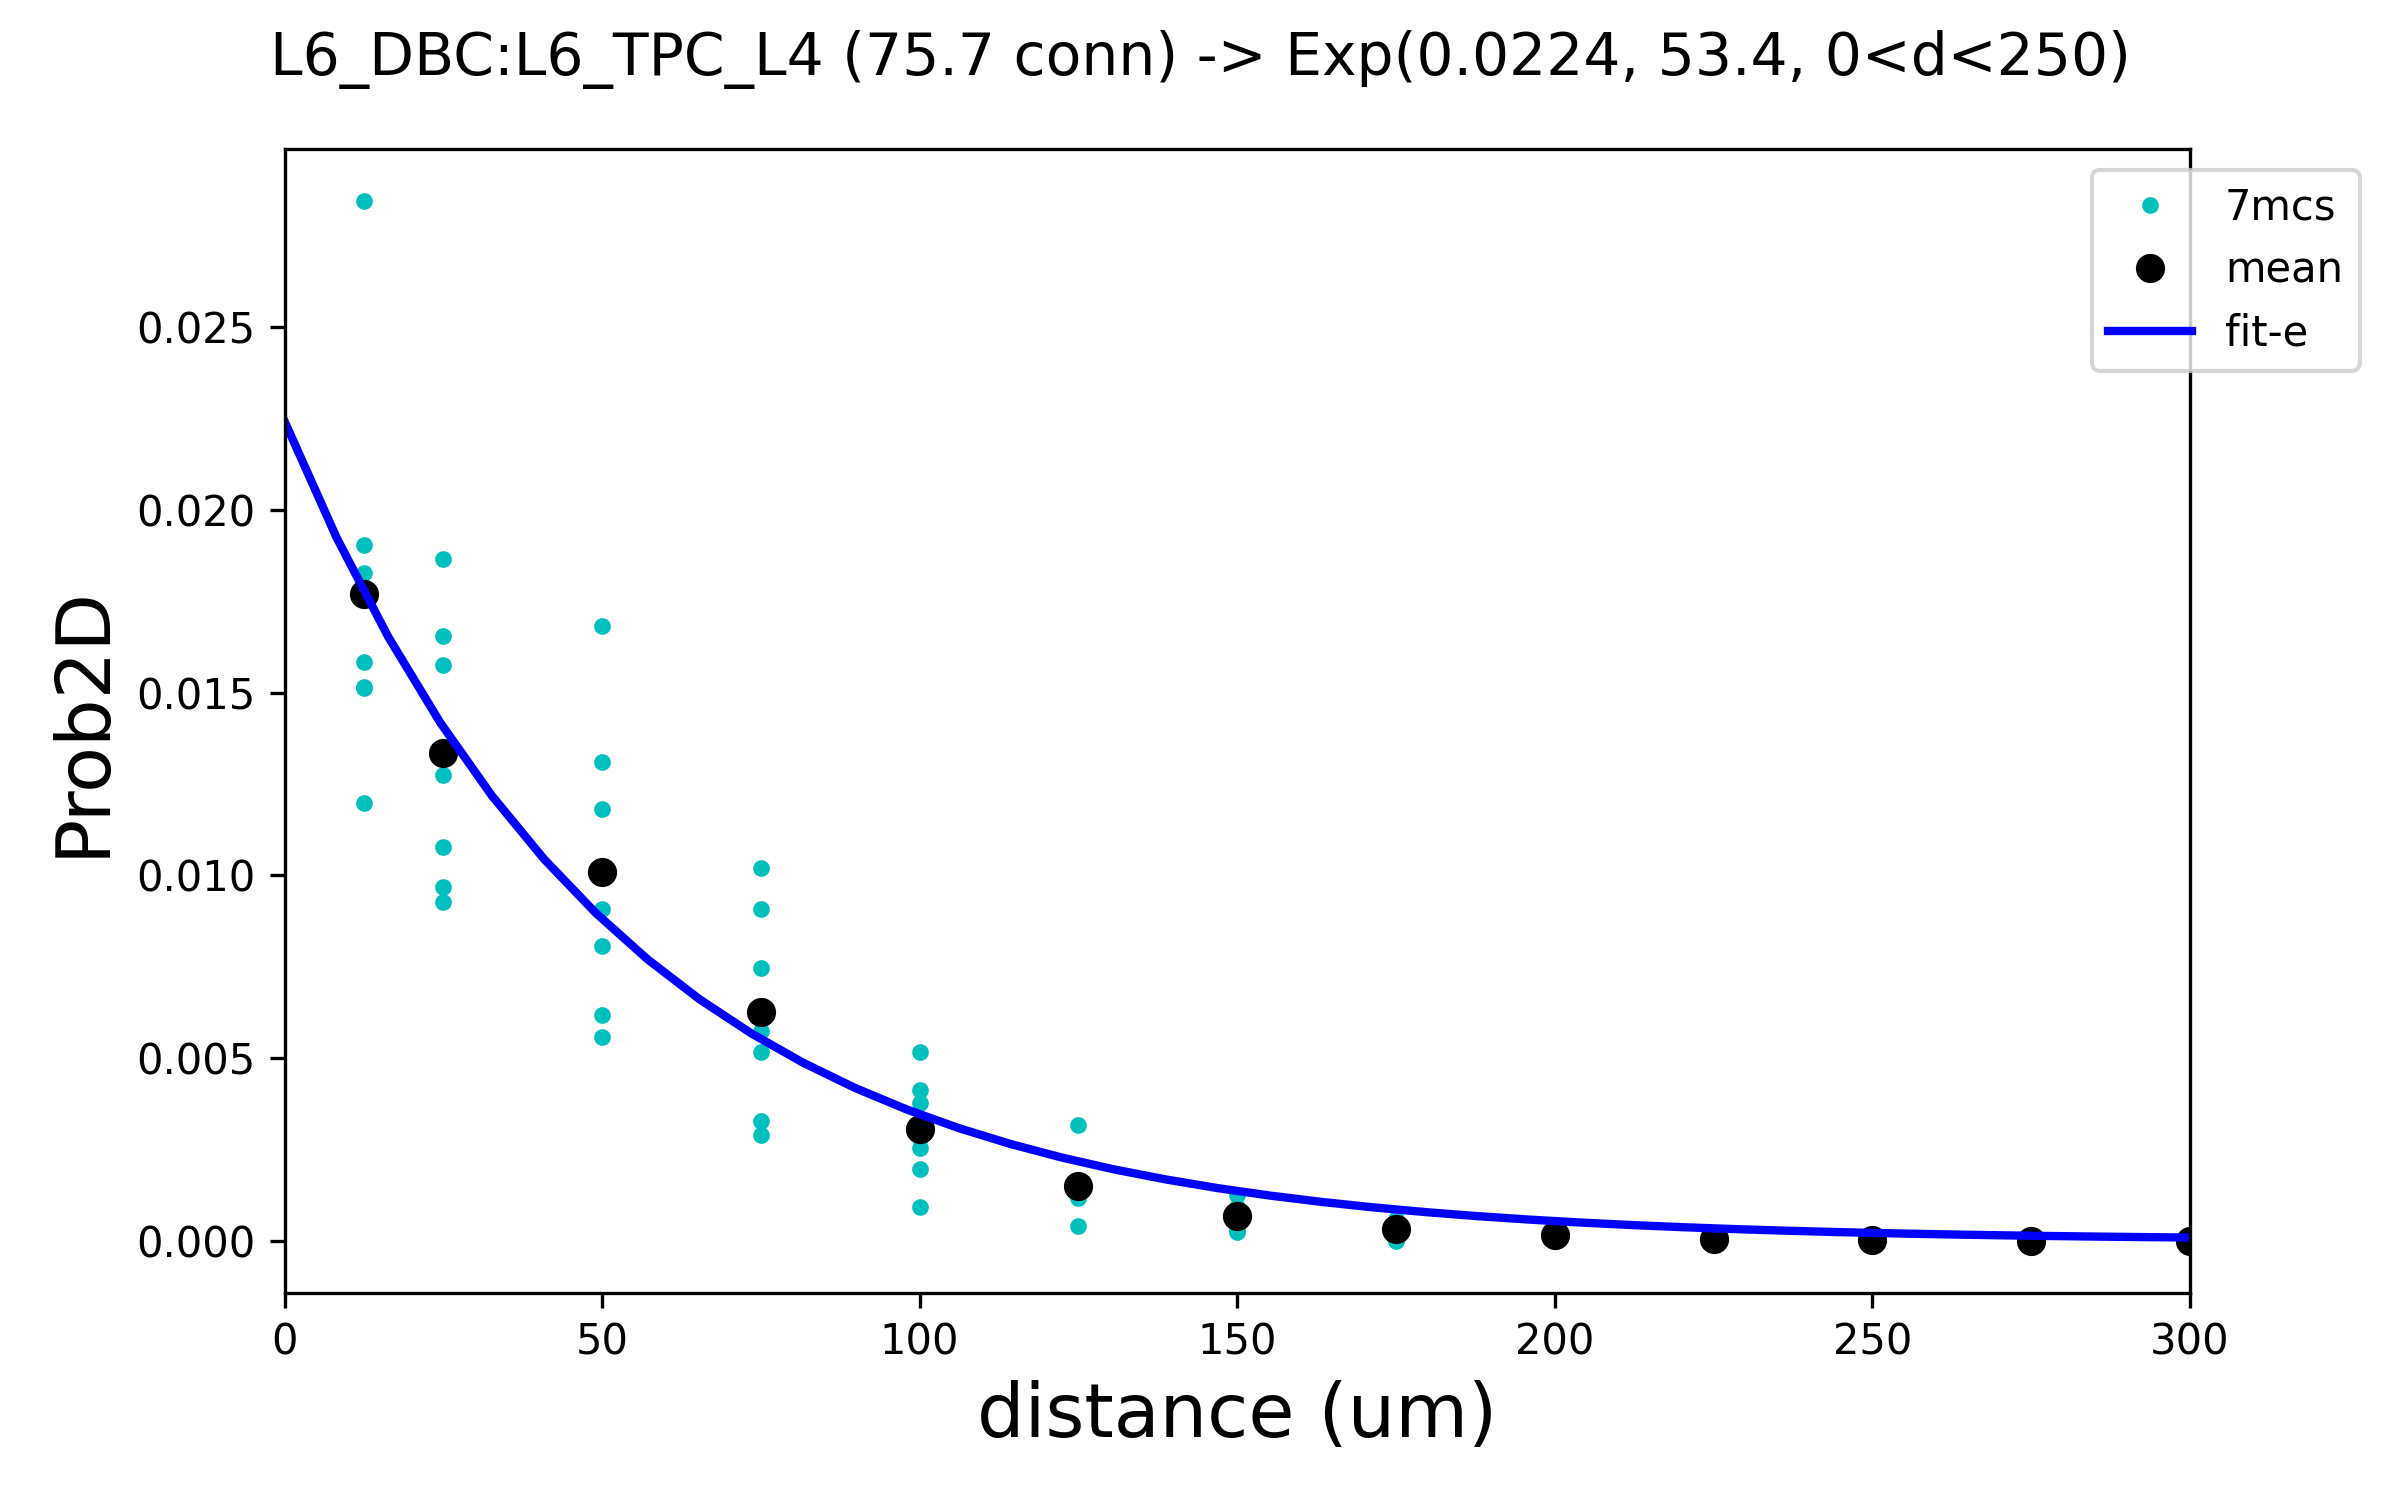 L6_DBC:L6_TPC_L4 (75.7 conn) -> Exp(0.0224, 53.4, 0<d<250)
7mcs
mean
fit-e
Prob2D
0.025
0.020
0.015
0.010
0.005
0.000
0 50 100 150 200 250 300
distance (um)